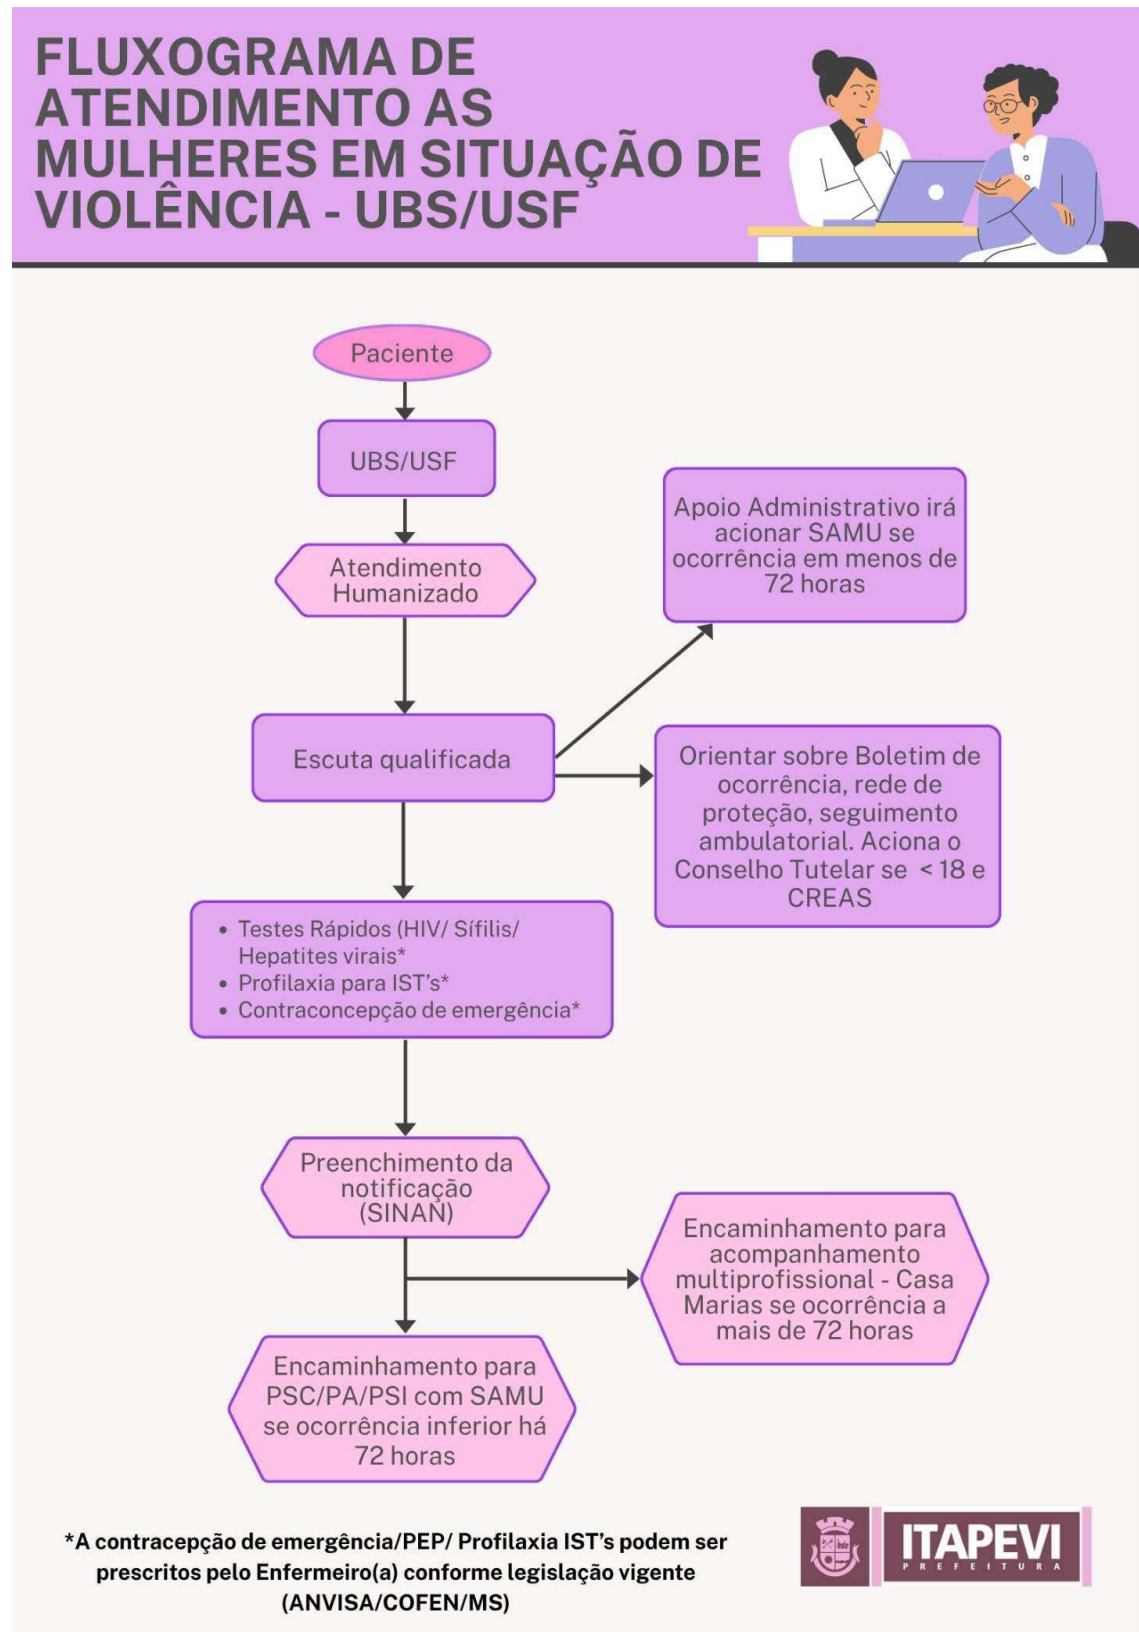 FLUXOGRAMA DE
ATENDIMENTO AS
MULHERES EM SITUAÇÃO DE
VIOLÊNCIA - UBS/USF
Paciente
UBS/USF
Atendimento
Humanizado
Apoio Administrativo irá
acionar SAMU se
ocorrência em menos de
72 horas
Escuta qualificada
Orientar sobre Boletim de
ocorrência, rede de
proteção, seguimento
ambulatorial. Aciona o
Conselho Tutelar se < 18 e
CREAS
• Testes Rápidos (HIV/ Sífilis/
Hepatites virais*
• Profilaxia para IST's*
• Contraconcepção de emergência*
Preenchimento da
notificação
(SINAN)
Encaminhamento para
acompanhamento
multiprofissional - Casa
Marias se ocorrência a
mais de 72 horas
Encaminhamento para
PSC/PA/PSI com SAMU
se ocorrência inferior há
72 horas
*A contracepção de emergência/PEP/ Profilaxia IST's podem ser
prescritos pelo Enfermeiro(a) conforme legislação vigente
(ANVISA/COFEN/MS)
ITAPEVI
PREFEITURA